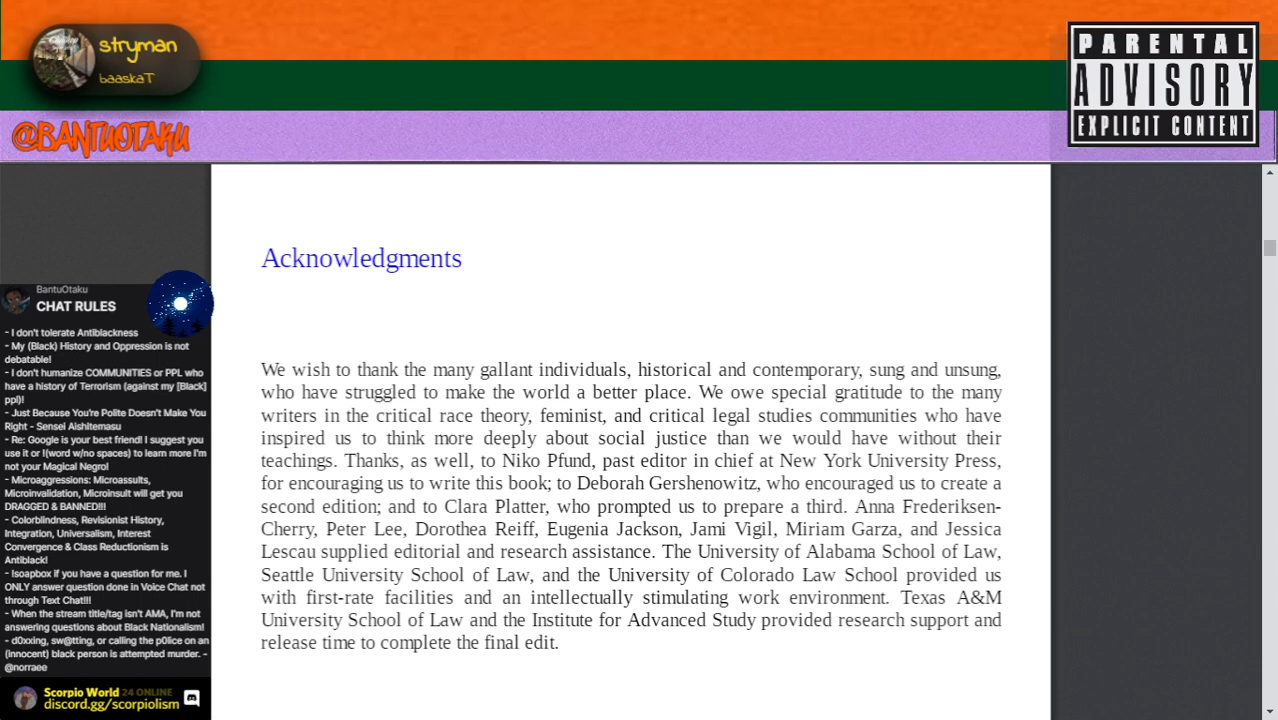 stryman
baaskaT
@BANTUOTAKU
PARENTAL
ADVISORY
EXPLICIT CONTENT
BantuOtaku
CHAT RULES
- I don't tolerate Antiblackness
- My (Black) History and Oppression is not
debatable!
- I don't humanize COMMUNITIES or PPL who
have a history of Terrorism (against my [Black]
ppl)!
- Just Because You're Polite Doesn't Make You
Right - Sensei Aishitemasu
- Re: Google is your best friend! I suggest you
use it or !(word w/no spaces) to learn more I'm
not your Magical Negro!
- Microaggressions: Microassults,
Microinvalidation, Microinsult will get you
DRAGGED & BANNED!!!
- Colorblindness, Revisionist History,
Integration, Universalism, Interest
Convergence & Class Reductionism is
Antiblack!
- !soapbox if you have a question for me. I
ONLY answer question done in Voice Chat not
through Text Chat!!!
- When the stream title/tag isn't AMA, I'm not
answering questions about Black Nationalism!
- d0xxing, sw@tting, or calling the p0lice on an
(innocent) black person is attempted murder. -
@norraee
Scorpio World 24 ONLINE
discord.gg/scorpiolism
Acknowledgments
We wish to thank the many gallant individuals, historical and contemporary, sung and unsung,
who have struggled to make the world a better place. We owe special gratitude to the many
writers in the critical race theory, feminist, and critical legal studies communities who have
inspired us to think more deeply about social justice than we would have without their
teachings. Thanks, as well, to Niko Pfund, past editor in chief at New York University Press,
for encouraging us to write this book; to Deborah Gershenowitz, who encouraged us to create a
second edition; and to Clara Platter, who prompted us to prepare a third. Anna Frederiksen-
Cherry, Peter Lee, Dorothea Reiff, Eugenia Jackson, Jami Vigil, Miriam Garza, and Jessica
Lescau supplied editorial and research assistance. The University of Alabama School of Law,
Seattle University School of Law, and the University of Colorado Law School provided us
with first-rate facilities and an intellectually stimulating work environment. Texas A&M
University School of Law and the Institute for Advanced Study provided research support and
release time to complete the final edit.